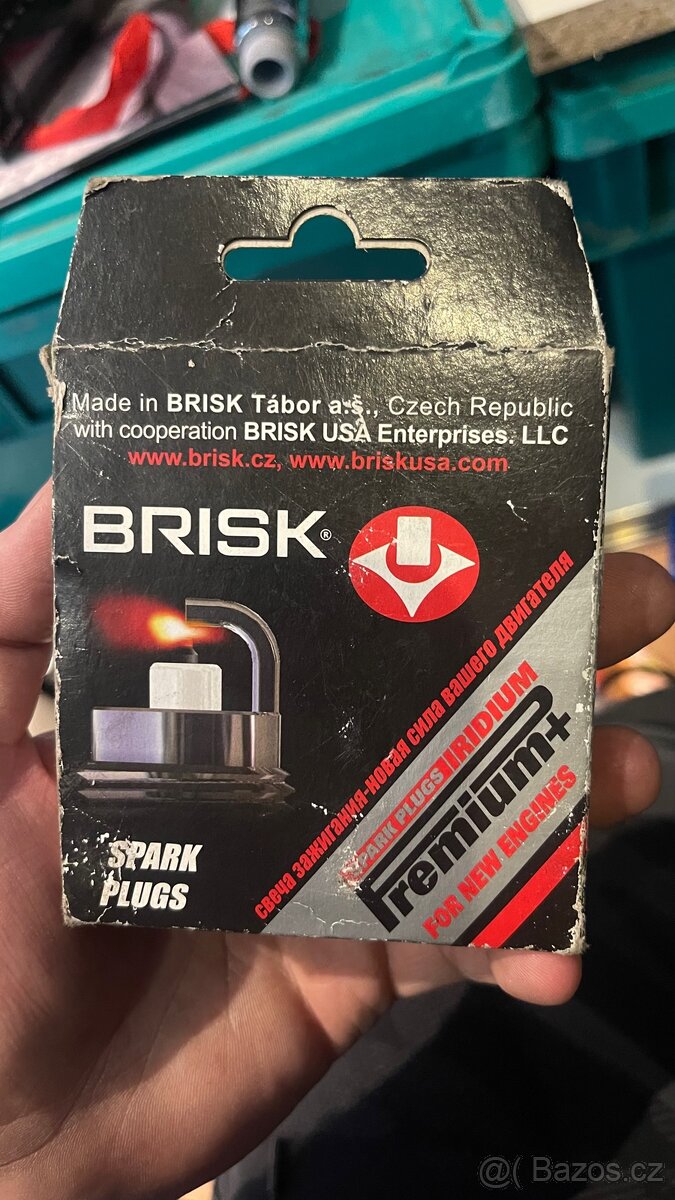 Made in BRISK Tábor a.s., Czech Republic
with cooperation BRISK USA Enterprises. LLC
www.brisk.cz, www.briskusa.com
BRISK®
свеча зажигания-новая сила вашего двигателя
SPARK PLUGS IRIDIUM
Premium+
FOR NEW ENGINES
SPARK
PLUGS
@( Bazos.cz